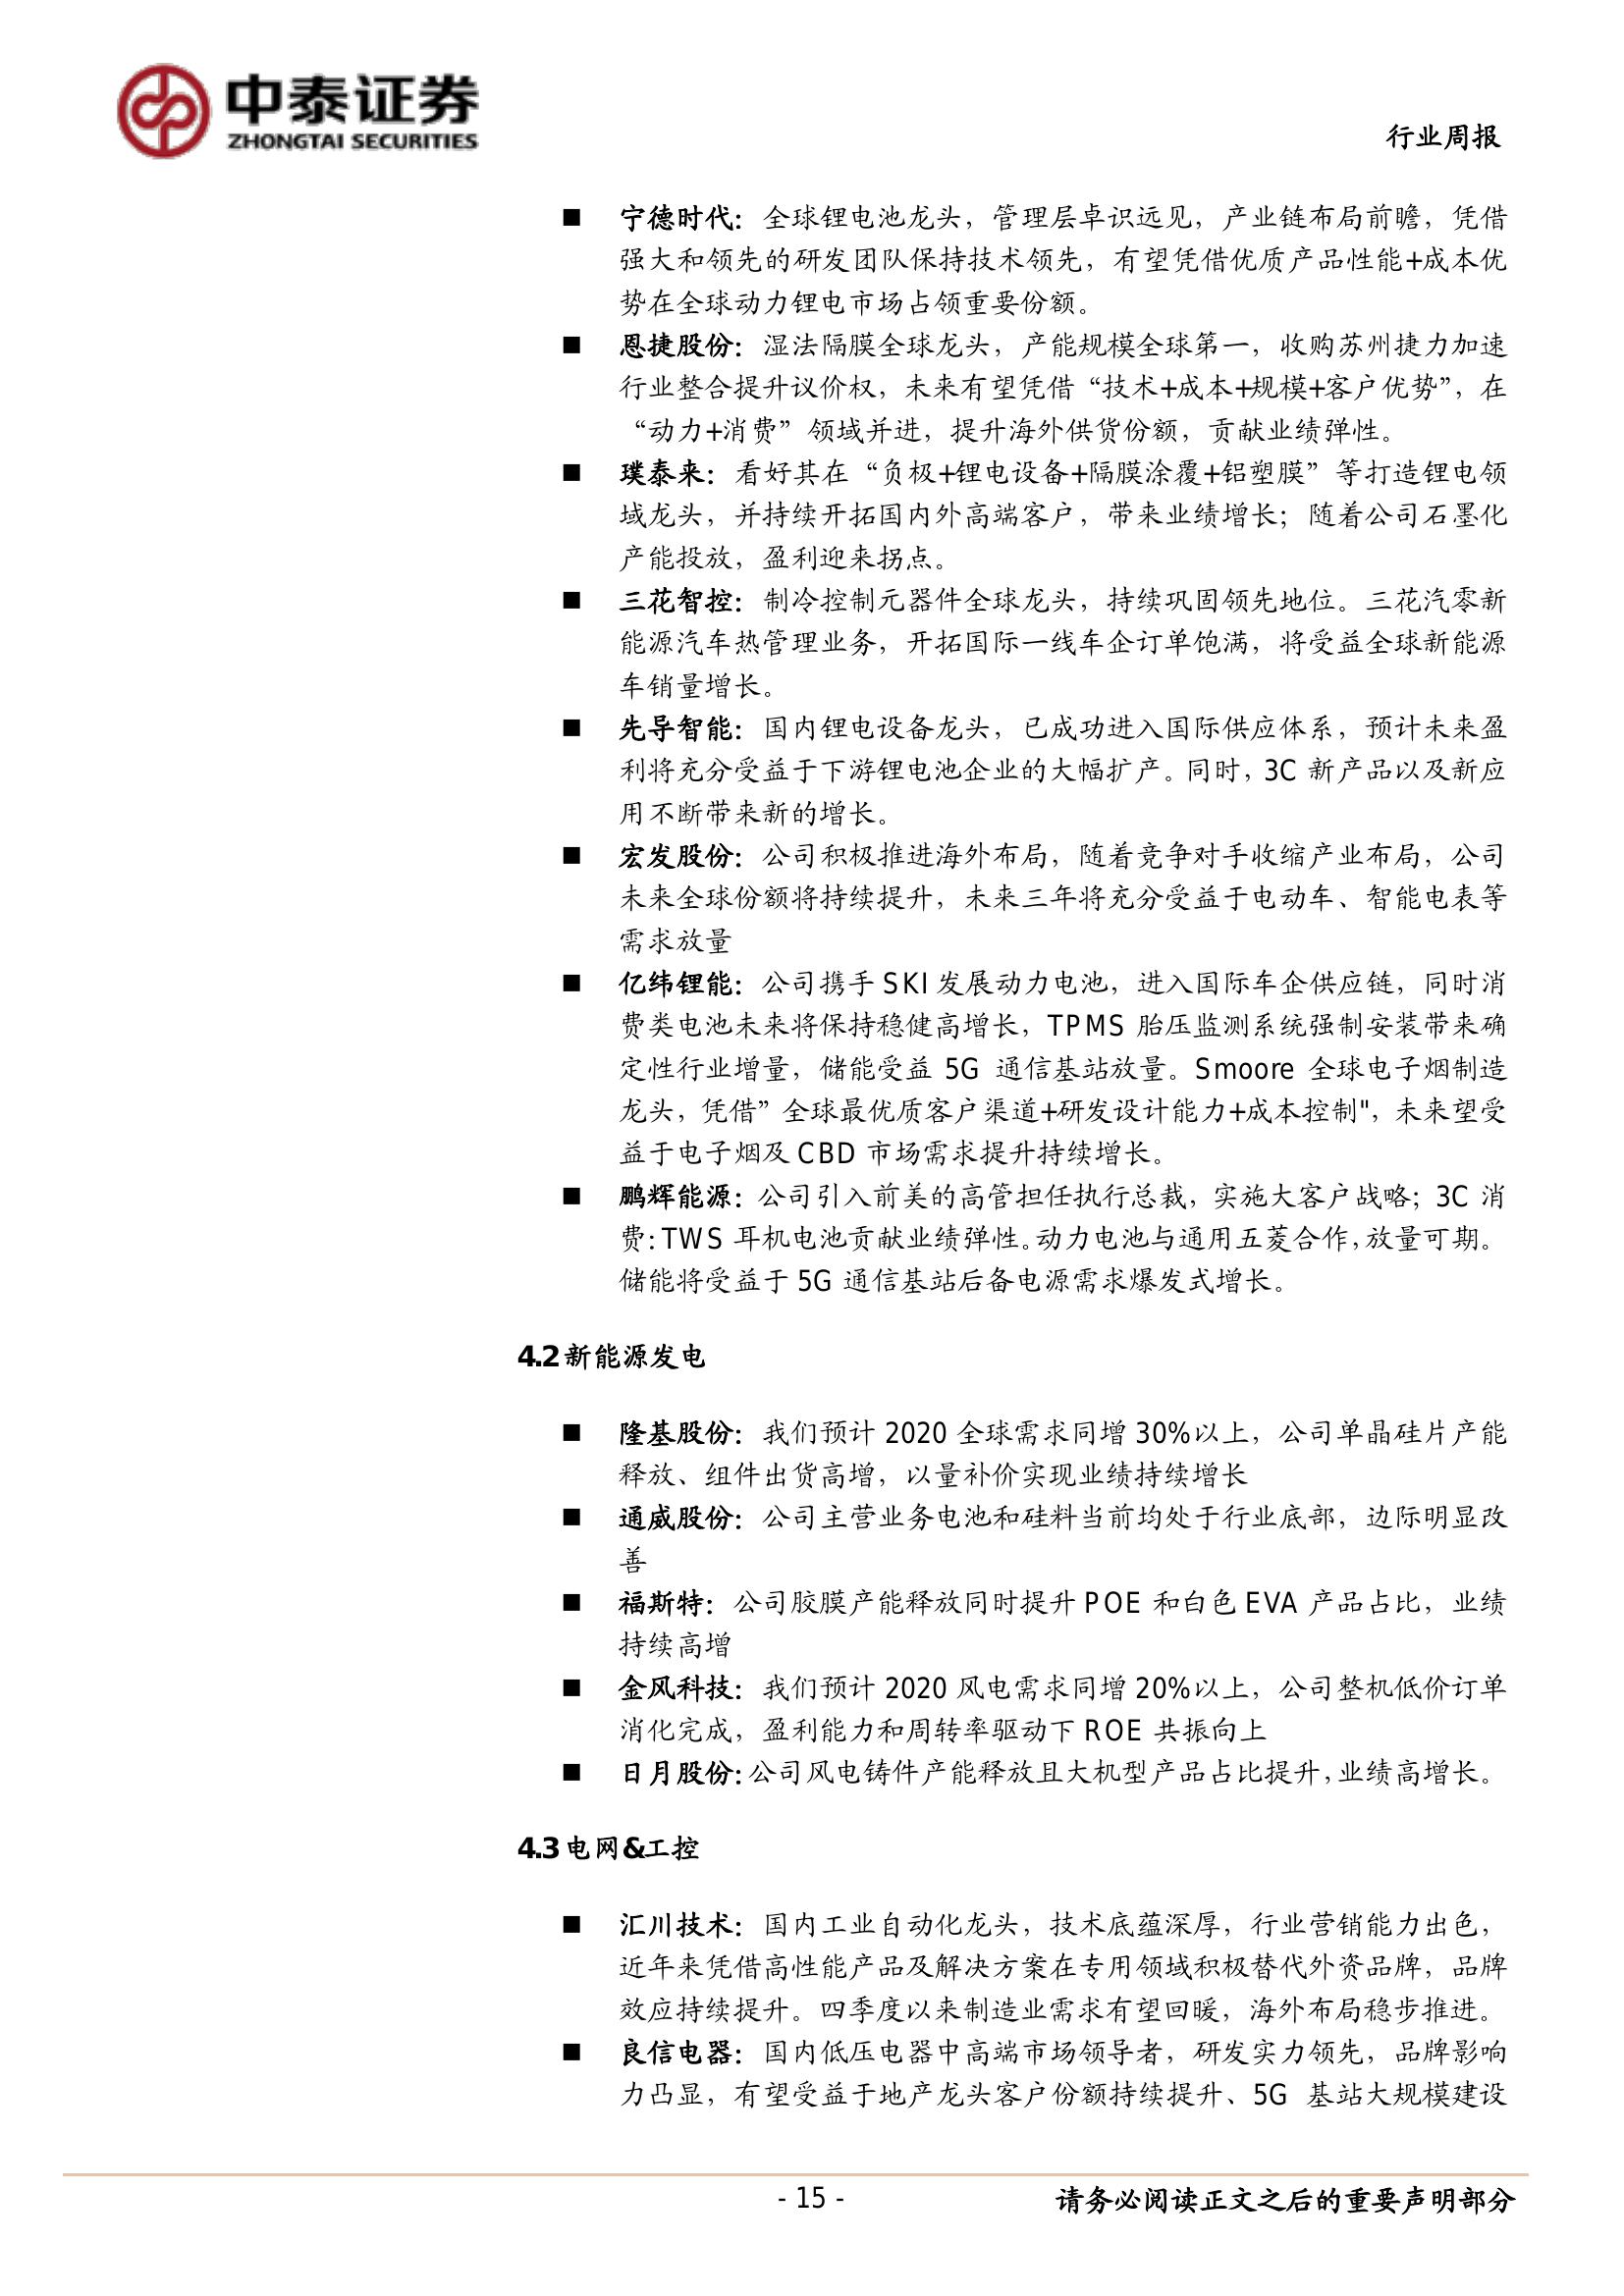 中泰证券
ZHONGTAI SECURITIES
行业周报
■ 宁德时代：全球锂电池龙头，管理层卓识远见，产业链布局前瞻，凭借
强大和领先的研发团队保持技术领先，有望凭借优质产品性能+成本优
势在全球动力锂电市场占领重要份额。
■ 恩捷股份：湿法隔膜全球龙头，产能规模全球第一，收购苏州捷力加速
行业整合提升议价权，未来有望凭借“技术+成本+规模+客户优势”，在
“动力+消费”领域并进，提升海外供货份额，贡献业绩弹性。
■ 璞泰来：看好其在“负极+锂电设备+隔膜涂覆+铝塑膜”等打造锂电领
域龙头，并持续开拓国内外高端客户，带来业绩增长；随着公司石墨化
产能投放，盈利迎来拐点。
■ 三花智控：制冷控制元器件全球龙头，持续巩固领先地位。三花汽零新
能源汽车热管理业务，开拓国际一线车企订单饱满，将受益全球新能源
车销量增长。
■ 先导智能：国内锂电设备龙头，已成功进入国际供应体系，预计未来盈
利将充分受益于下游锂电池企业的大幅扩产。同时，3C 新产品以及新应
用不断带来新的增长。
■ 宏发股份：公司积极推进海外布局，随着竞争对手收缩产业布局，公司
未来全球份额将持续提升，未来三年将充分受益于电动车、智能电表等
需求放量
■ 亿纬锂能：公司携手 SKI 发展动力电池，进入国际车企供应链，同时消
费类电池未来将保持稳健高增长，TPMS 胎压监测系统强制安装带来确
定性行业增量，储能受益 5G 通信基站放量。Smoore 全球电子烟制造
龙头，凭借”全球最优质客户渠道+研发设计能力+成本控制"，未来望受
益于电子烟及 CBD 市场需求提升持续增长。
■ 鹏辉能源：公司引入前美的高管担任执行总裁，实施大客户战略；3C 消
费：TWS 耳机电池贡献业绩弹性。动力电池与通用五菱合作，放量可期。
储能将受益于 5G 通信基站后备电源需求爆发式增长。
4.2 新能源发电
■ 隆基股份：我们预计 2020 全球需求同增 30%以上，公司单晶硅片产能
释放、组件出货高增，以量补价实现业绩持续增长
■ 通威股份：公司主营业务电池和硅料当前均处于行业底部，边际明显改
善
■ 福斯特：公司胶膜产能释放同时提升 POE 和白色 EVA 产品占比，业绩
持续高增
■ 金风科技：我们预计 2020 风电需求同增 20%以上，公司整机低价订单
消化完成，盈利能力和周转率驱动下 ROE 共振向上
■ 日月股份：公司风电铸件产能释放且大机型产品占比提升，业绩高增长。
4.3 电网&工控
■ 汇川技术：国内工业自动化龙头，技术底蕴深厚，行业营销能力出色，
近年来凭借高性能产品及解决方案在专用领域积极替代外资品牌，品牌
效应持续提升。四季度以来制造业需求有望回暖，海外布局稳步推进。
■ 良信电器：国内低压电器中高端市场领导者，研发实力领先，品牌影响
力凸显，有望受益于地产龙头客户份额持续提升、5G 基站大规模建设
- 15 -
请务必阅读正文之后的重要声明部分